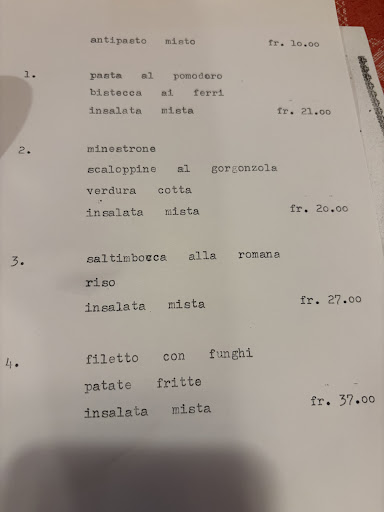 antipasto misto fr. 10.00
1. pasta al pomodoro
bistecca ai ferri
insalata mista fr. 21.00
2. minestrone
scaloppine al gorgonzola
verdura cotta
insalata mista fr. 20.00
3. saltimbocca alla romana
riso
insalata mista fr. 27.00
4. filetto con funghi
patate fritte
insalata mista fr. 37.00